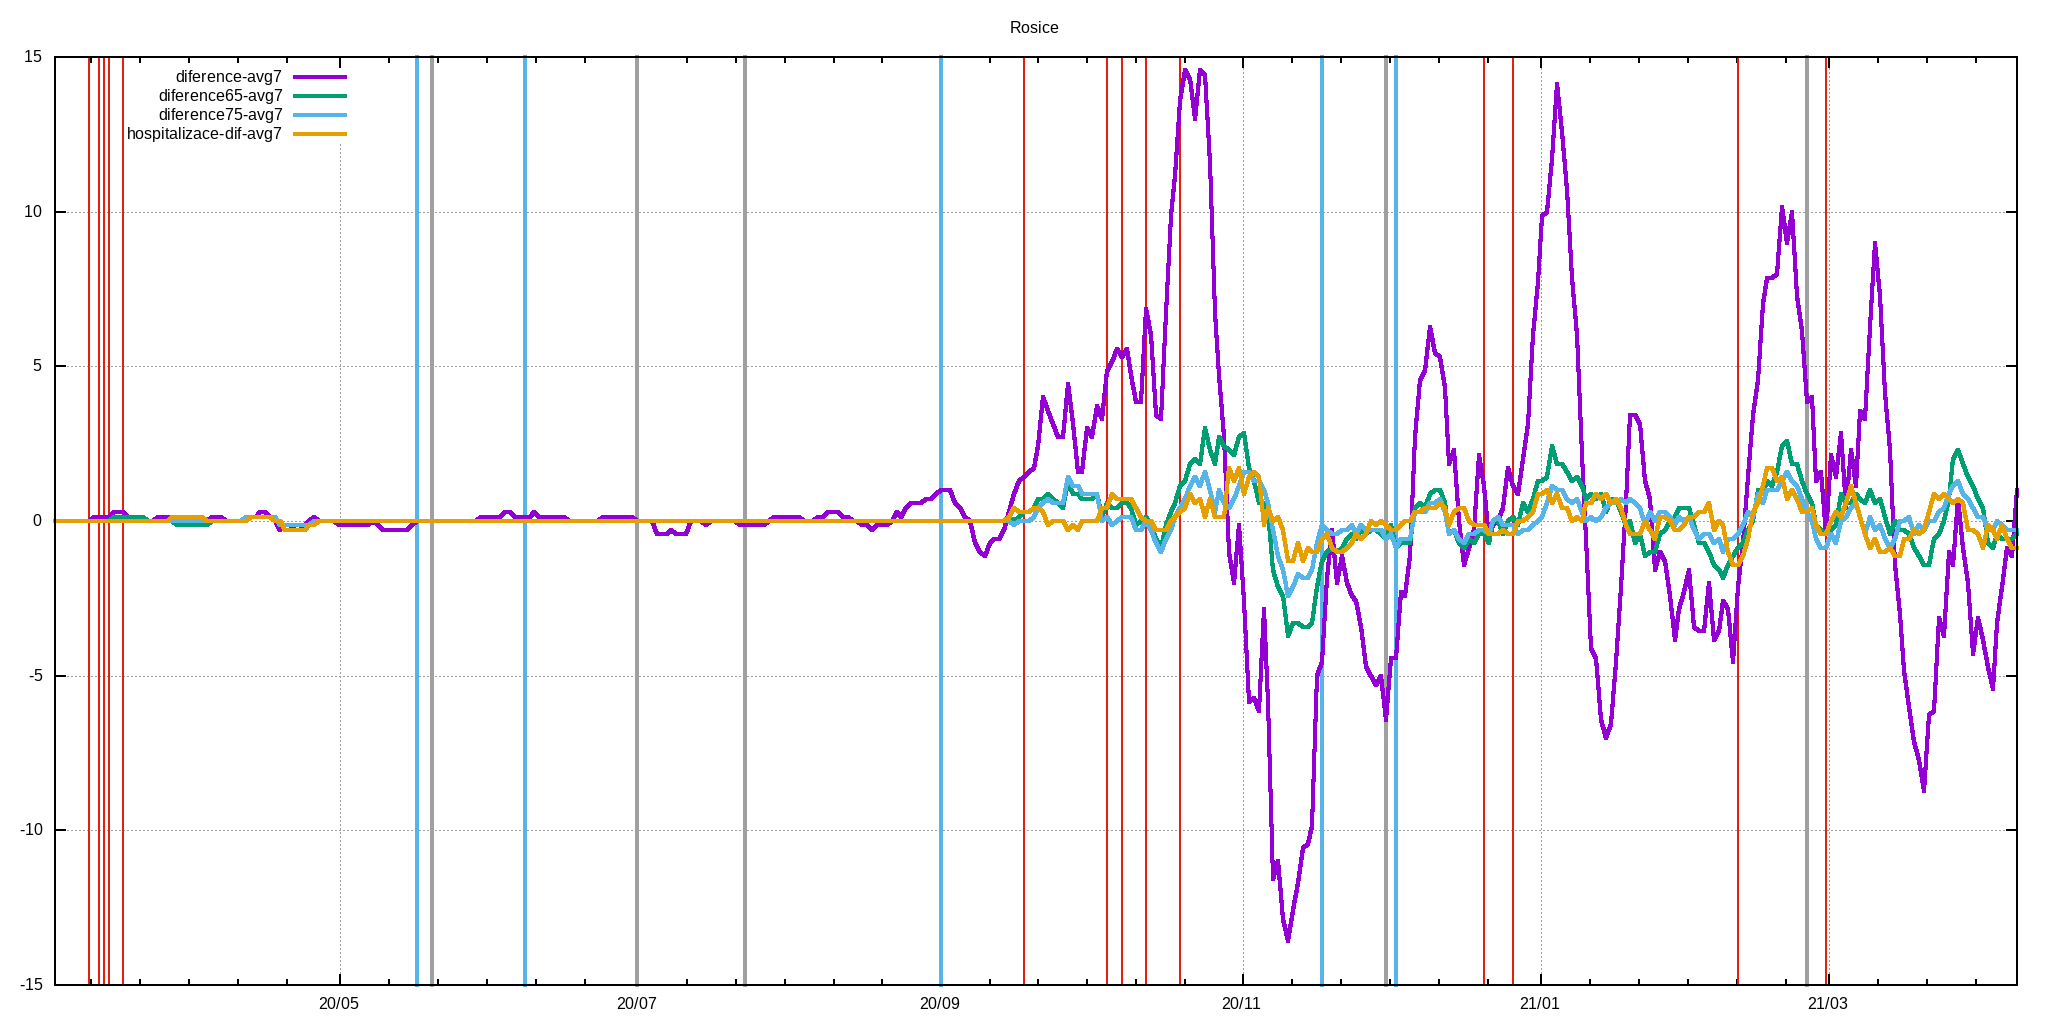 Rosice
15
diference-avg7
diference65-avg7
diference75-avg7
hospitalizace-dif-avg7
10
5
0
-5
-10
-15
20/05 20/07 20/09 20/11 21/01 21/03